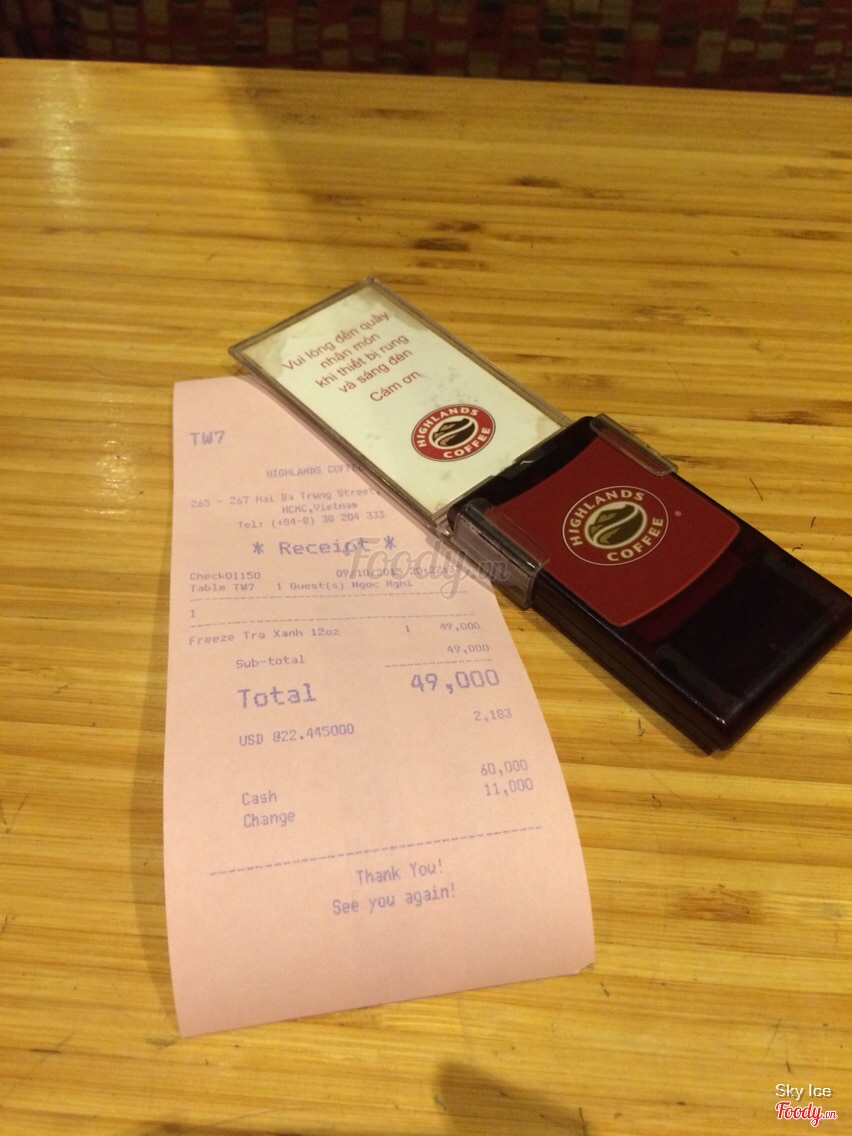 Vui lòng đến quầy
nhận món
khi thiết bị rung
và sáng đèn
Cảm ơn
HIGHLANDS
COFFEE
HIGHLANDS
COFFEE
®
TW7
HIGHLANDS COFFEE
265 - 267 Hai Ba Trung Street,
HCMC,Vietnam
Tel: (+84-8) 38 204 333
* Receipt *
Check01150 09/10/2015
Table TW7 1 Guest(s) Ngoc Nghi
1
Freeze Tra Xanh 12oz 1 49,000
Sub-total 49,000
Total 49,000
USD @22.445000 2,183
Cash 60,000
Change 11,000
Thank You!
See you again!
Foody.vn
Sky Ice
Foody.vn